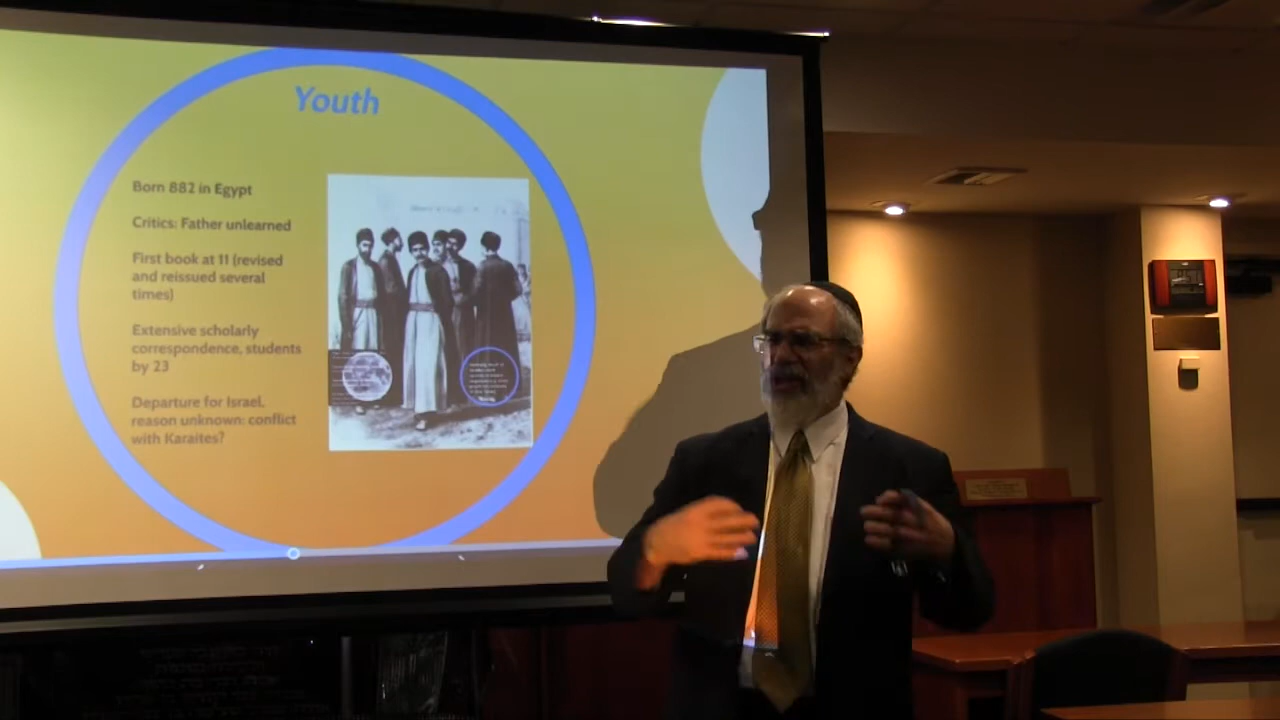 Youth
Born 882 in Egypt
Critics: Father unlearned
First book at 11 (revised
and reissued several
times)
Extensive scholarly
correspondence, students
by 23
Departure for Israel,
reason unknown: conflict
with Karaites?